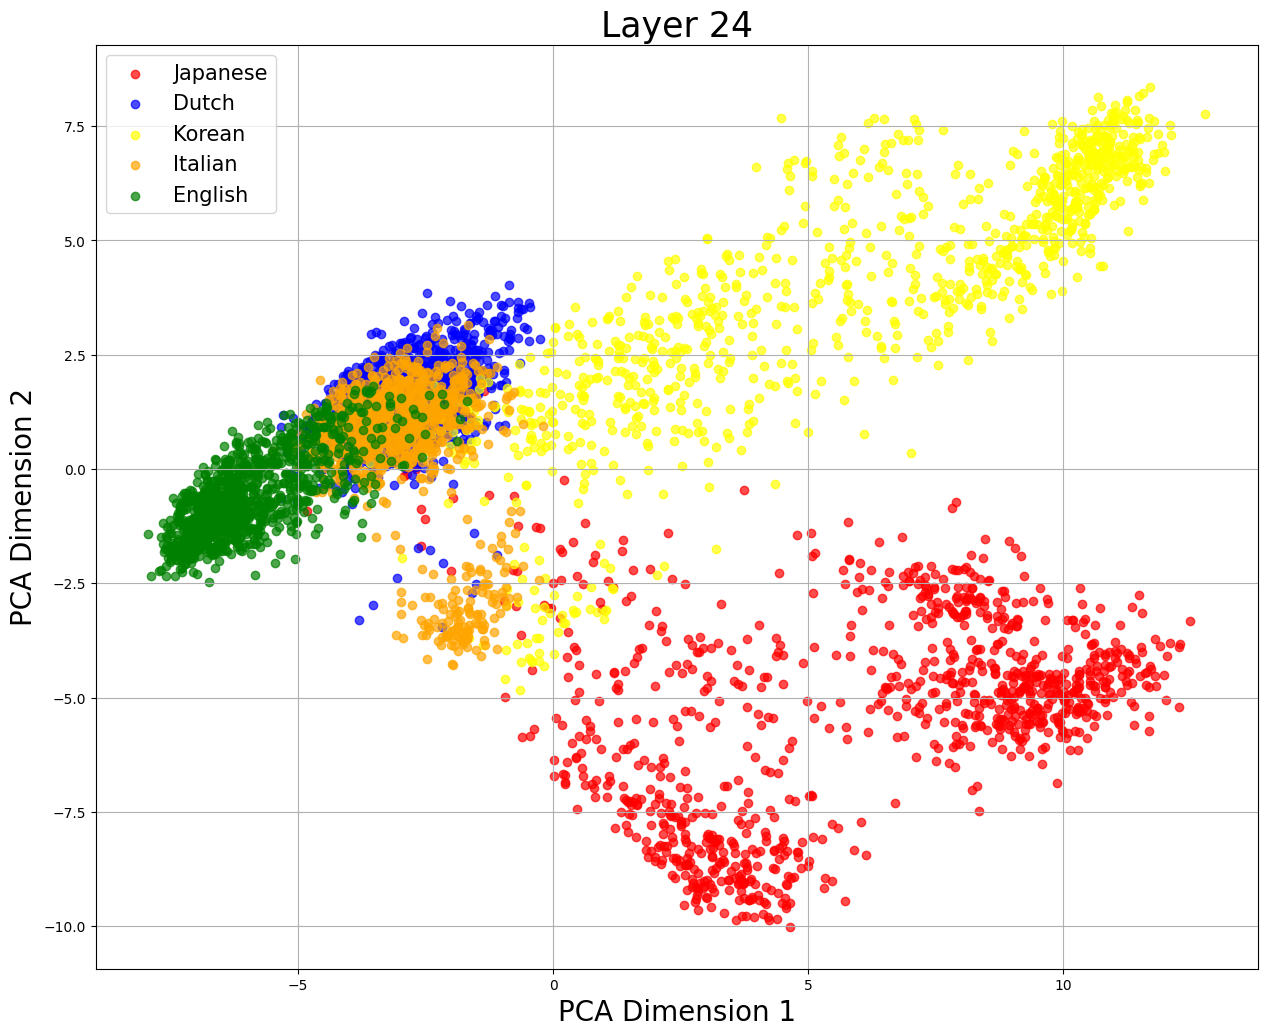 Layer 24
Japanese
Dutch
Korean
Italian
English
7.5
5.0
2.5
0.0
−2.5
−5.0
−7.5
−10.0
PCA Dimension 2
−5
0
5
10
PCA Dimension 1